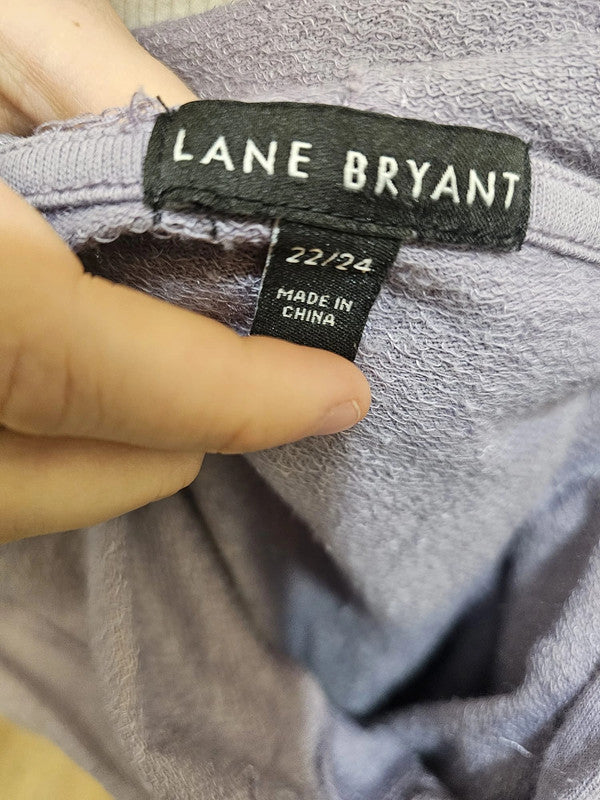 LANE BRYANT
22/24
MADE IN
CHINA